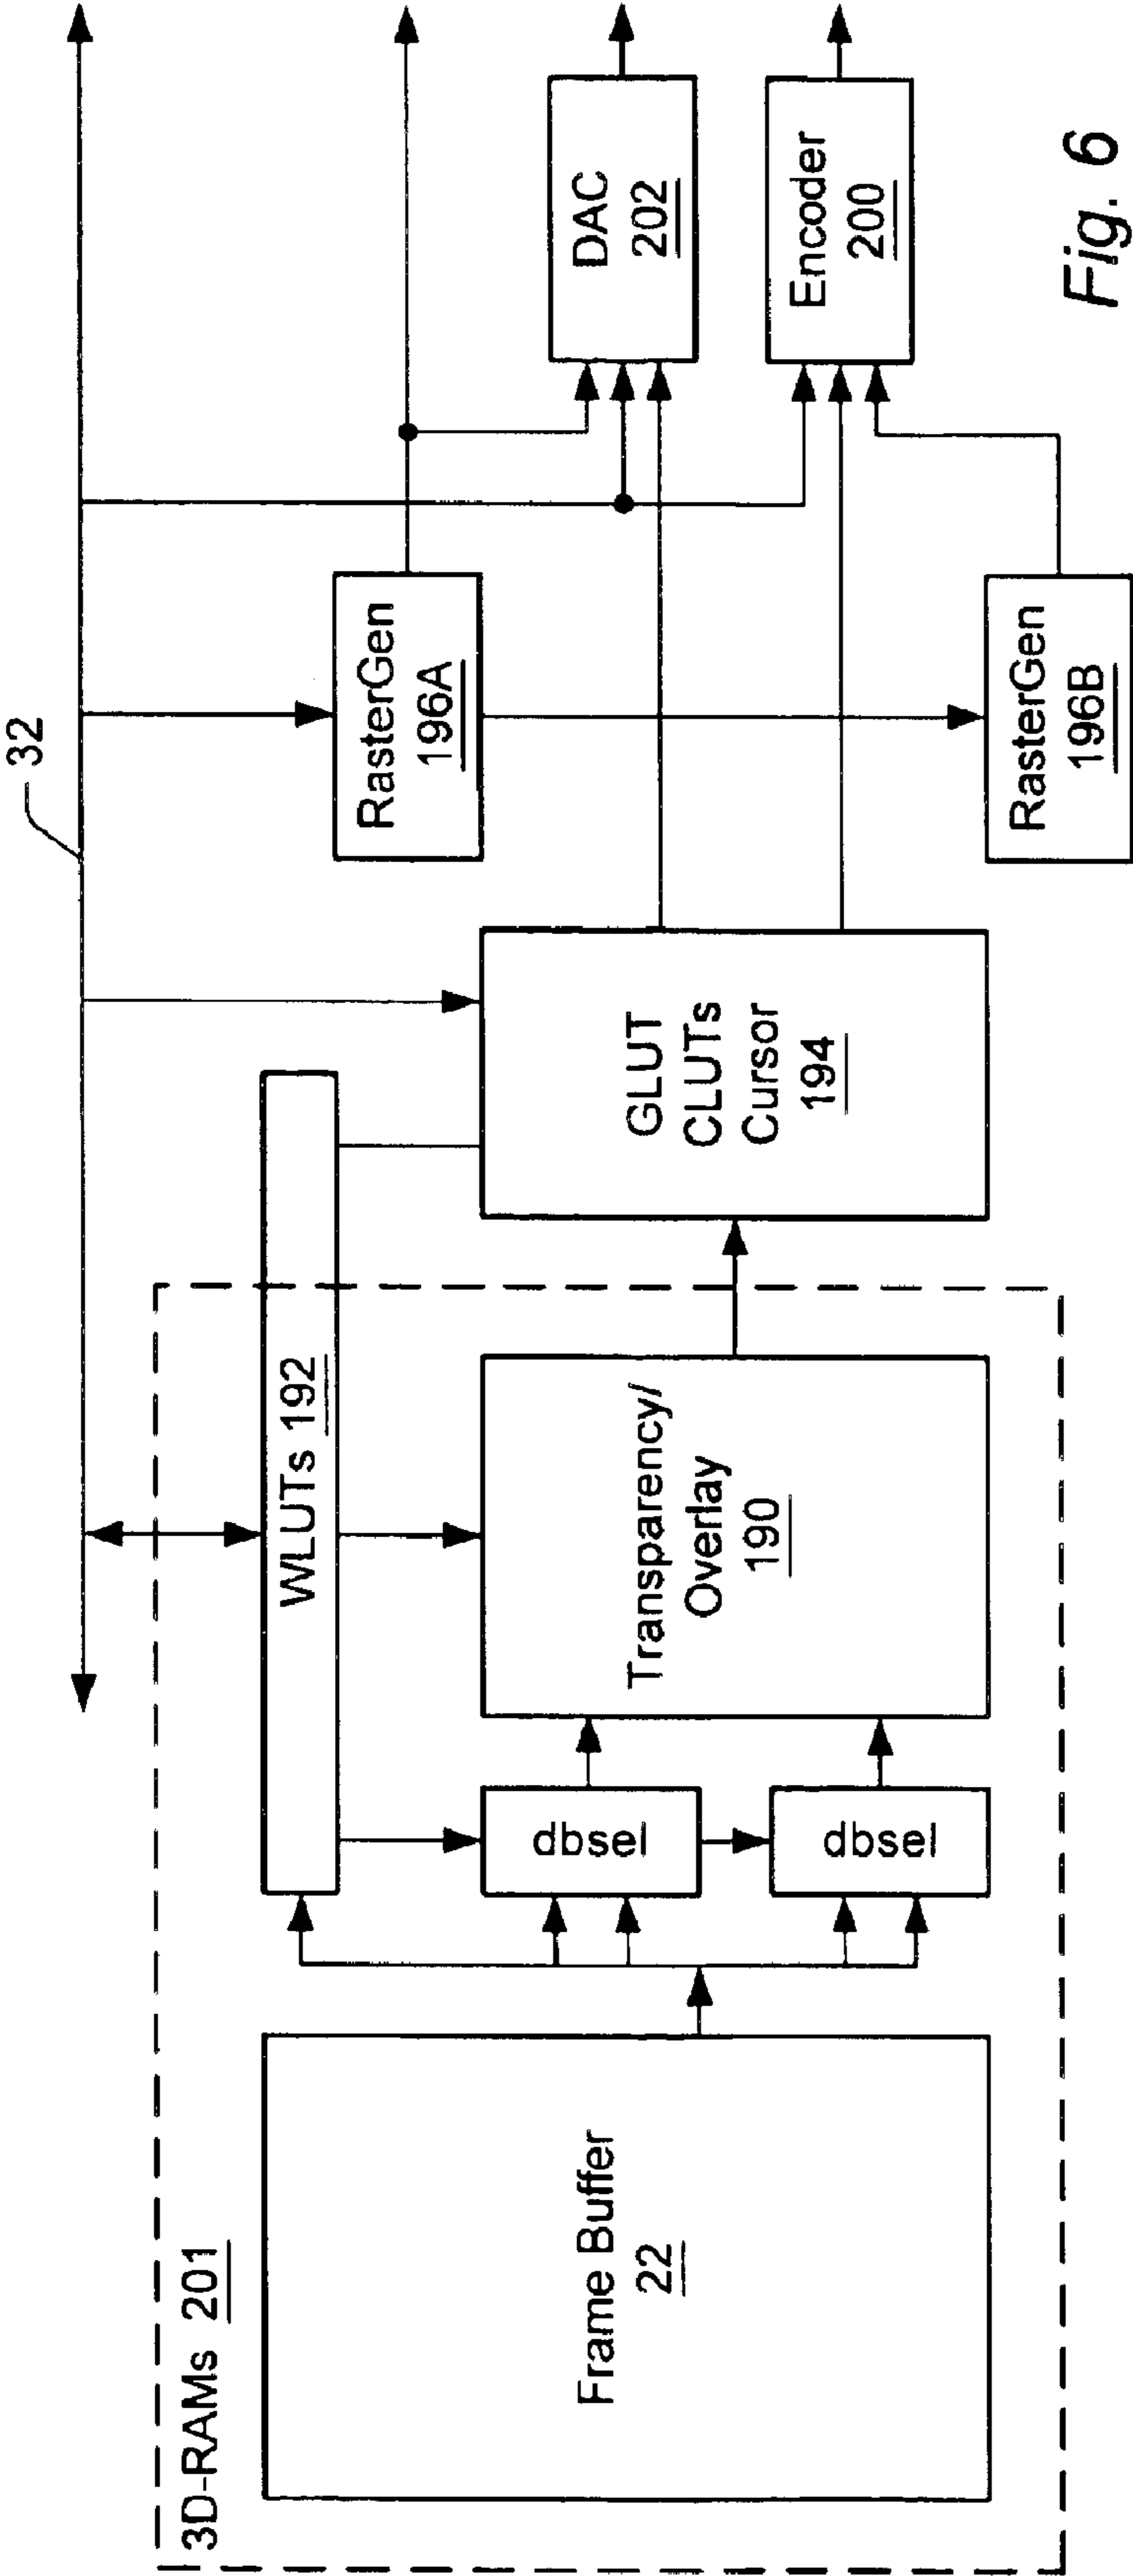 32
3D-RAMs 201
Frame Buffer
22
dbsel
dbsel
WLUTs 192
Transparency/
Overlay
190
GLUT
CLUTs
Cursor
194
RasterGen
196A
RasterGen
196B
DAC
202
Encoder
200
Fig. 6